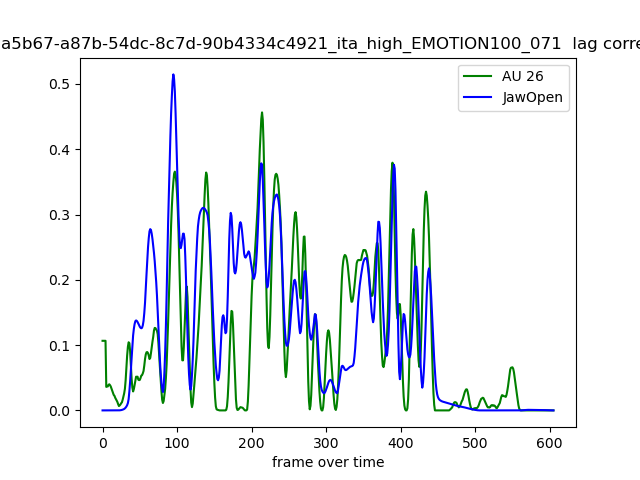 a5b67-a87b-54dc-8c7d-90b4334c4921_ita_high_EMOTION100_071 lag corre
AU 26
JawOpen
0.5
0.4
0.3
0.2
0.1
0.0
0 100 200 300 400 500 600
frame over time